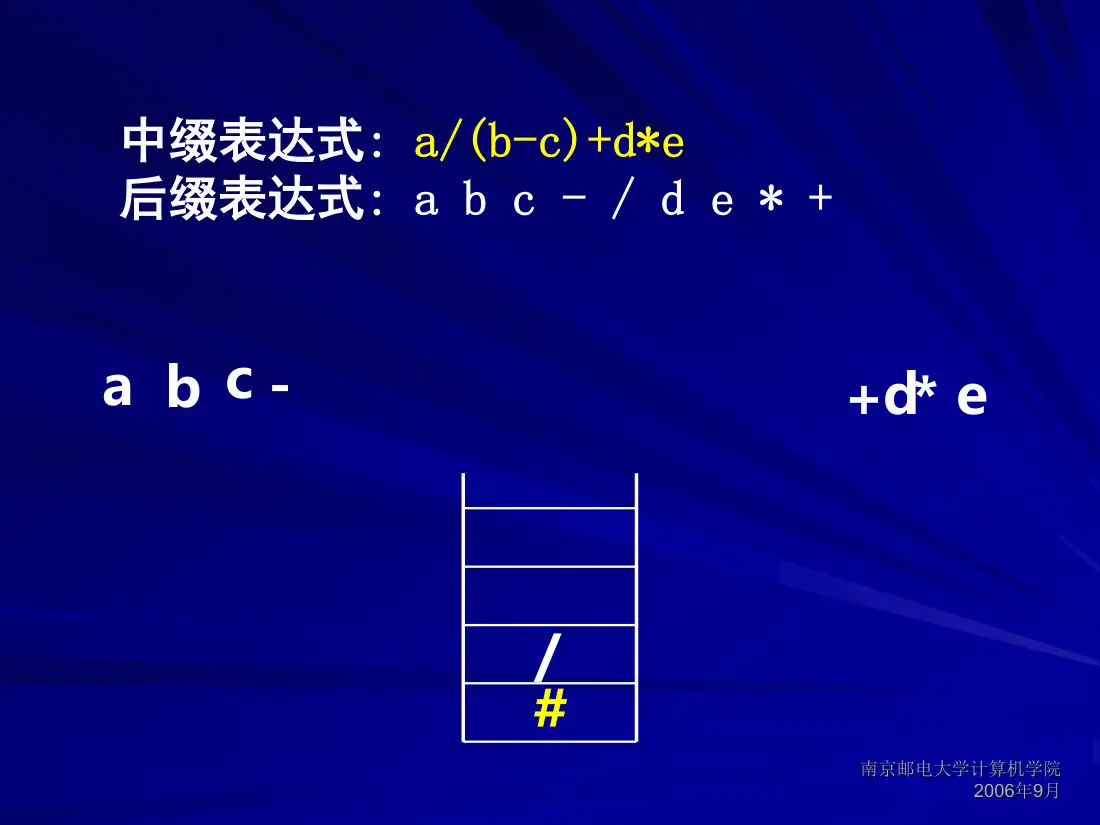 中缀表达式：a/(b-c)+d*e
后缀表达式：a b c - / d e * +
a b c -
+d* e
/
#
南京邮电大学计算机学院
2006年9月